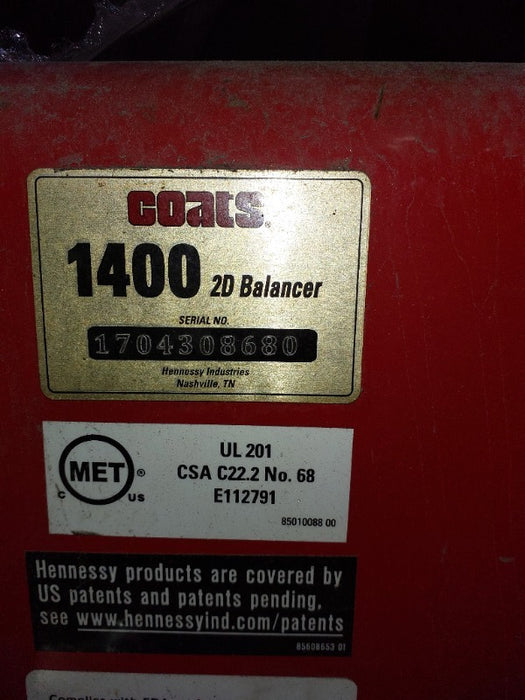 coats®
1400 2D Balancer
SERIAL NO.
1704308680
Hennessy Industries
Nashville, TN
MET ®
C US
UL 201
CSA C22.2 No. 68
E112791
85010088 00
Hennessy products are covered by
US patents and patents pending,
see www.hennessyind.com/patents
85608653 01